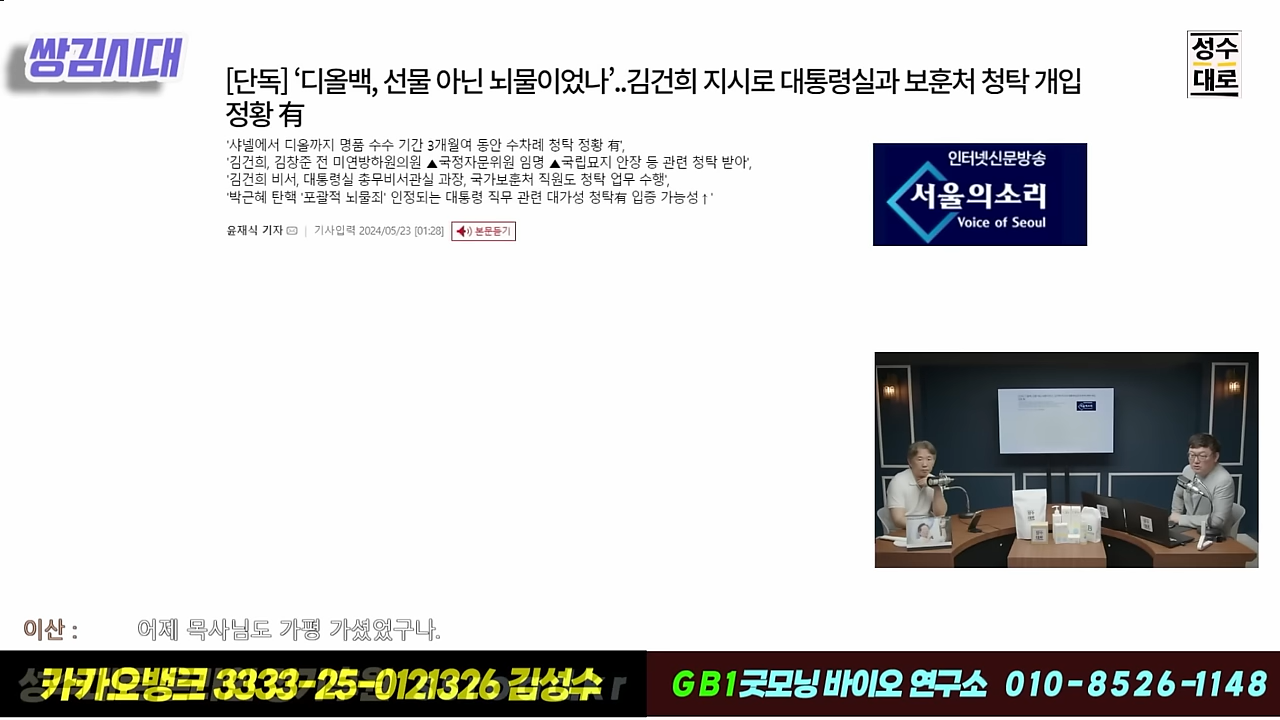 쌍김시대
성수
대로
[단독] ‘디올백, 선물 아닌 뇌물이었나’..김건희 지시로 대통령실과 보훈처 청탁 개입
정황 有
'샤넬에서 디올까지 명품 수수 기간 3개월여 동안 수차례 청탁 정황 有',
'김건희, 김창준 전 미연방하원의원 ▲국정자문위원 임명 ▲국립묘지 안장 등 관련 청탁 받아',
'김건희 비서, 대통령실 총무비서관실 과장, 국가보훈처 직원도 청탁 업무 수행',
'박근혜 탄핵 '포괄적 뇌물죄' 인정되는 대통령 직무 관련 대가성 청탁有 입증 가능성↑'
윤재식 기자 | 기사입력 2024/05/23 [01:28] 본문듣기
인터넷신문방송
서울의소리
Voice of Seoul
이산 : 어제 목사님도 가평 가셨었구나.
카카오뱅크 3333-25-0121326 김성수
GB1굿모닝 바이오 연구소 010-8526-1148